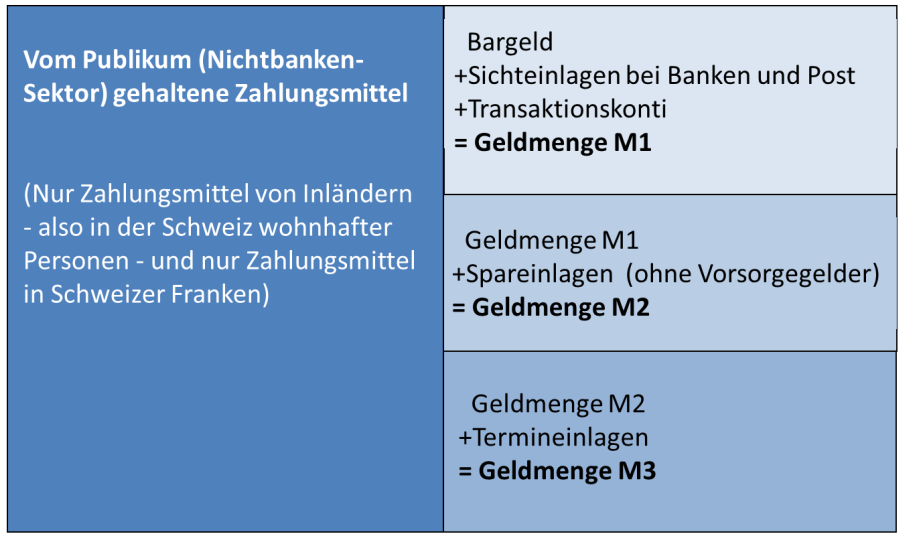 Vom Publikum (Nichtbanken-
Sektor) gehaltene Zahlungsmittel
(Nur Zahlungsmittel von Inländern
- also in der Schweiz wohnhafter
Personen - und nur Zahlungsmittel
in Schweizer Franken)
Bargeld
+Sichteinlagen bei Banken und Post
+Transaktionskonti
= Geldmenge M1
Geldmenge M1
+Spareinlagen (ohne Vorsorgegelder)
= Geldmenge M2
Geldmenge M2
+Termineinlagen
= Geldmenge M3